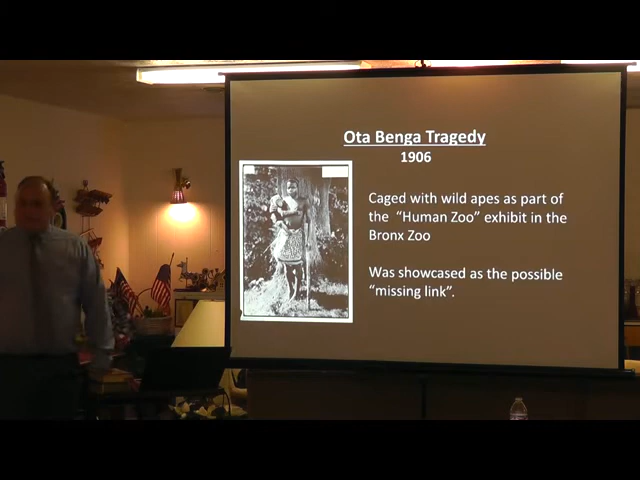 Ota Benga Tragedy
1906
Caged with wild apes as part of
the “Human Zoo” exhibit in the
Bronx Zoo
Was showcased as the possible
“missing link”.